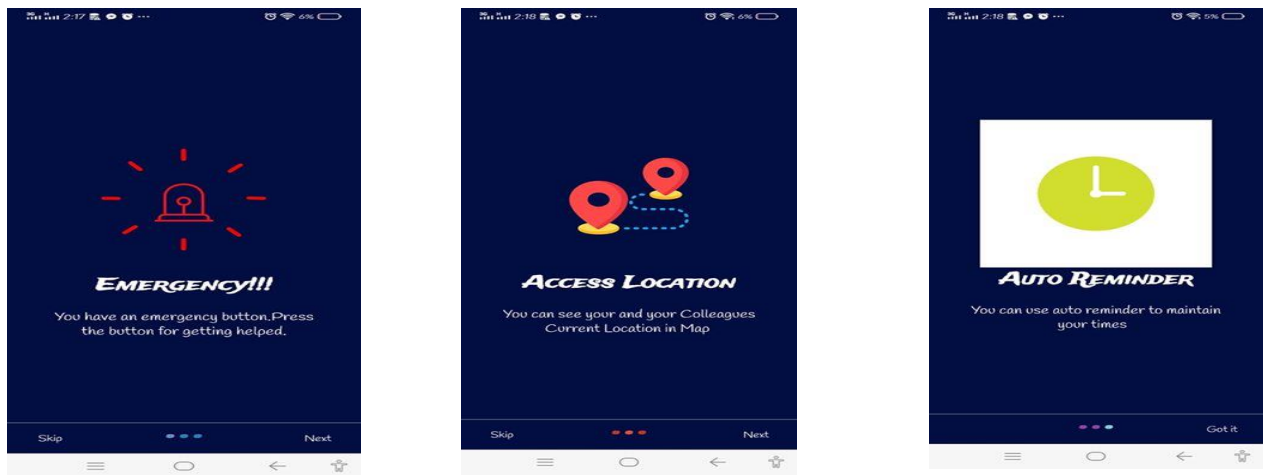 2:17
6%
EMERGENCY!!!
You have an emergency button.Press
the button for getting helped.
Skip
Next
2:18
6%
ACCESS LOCATION
You can see your and your Colleagues
Current Location in Map
Skip
Next
2:18
5%
AUTO REMINDER
You can use auto reminder to maintain
your times
Got it